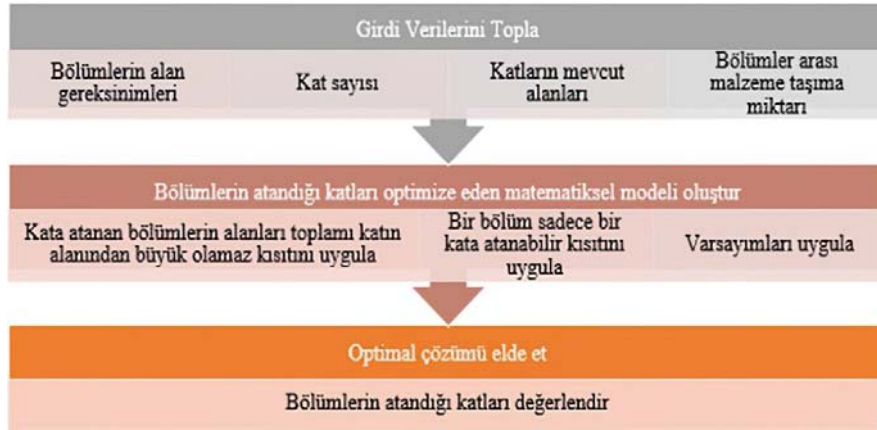 Girdi Verilerini Topla
Bölümlerin alan
gereksinimleri
Kat sayısı
Katların mevcut
alanları
Bölümler arası
malzeme taşıma
miktarı
Bölümlerin atandığı katları optimize eden matematiksel modeli oluştur
Kata atanan bölümlerin alanları toplamı katın
alanından büyük olamaz kısıtını uygula
Bir bölüm sadece bir
kata atanabilir kısıtını
uygula
Varsayımları uygula
Optimal çözümü elde et
Bölümlerin atandığı katları değerlendir